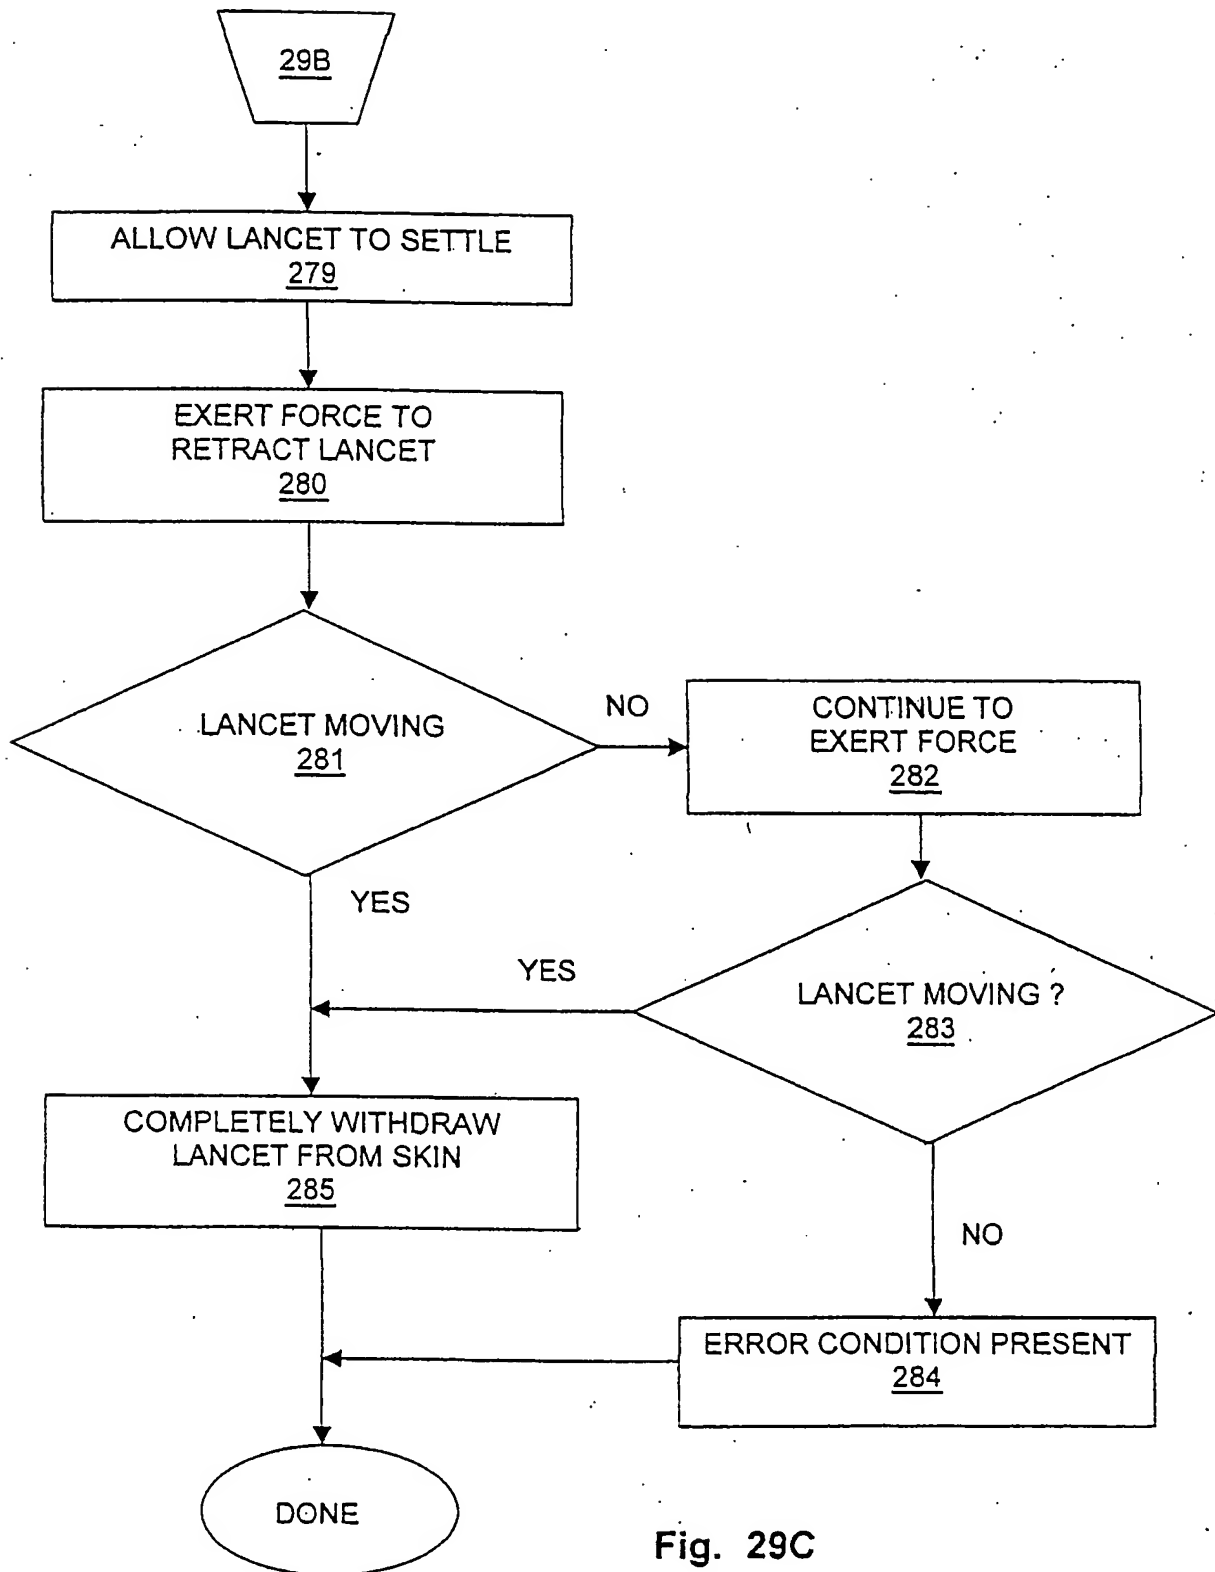 29B
ALLOW LANCET TO SETTLE
279
EXERT FORCE TO
RETRACT LANCET
280
LANCET MOVING
281
NO
CONTINUE TO
EXERT FORCE
282
YES
YES
LANCET MOVING ?
283
COMPLETELY WITHDRAW
LANCET FROM SKIN
285
NO
ERROR CONDITION PRESENT
284
DONE
Fig. 29C